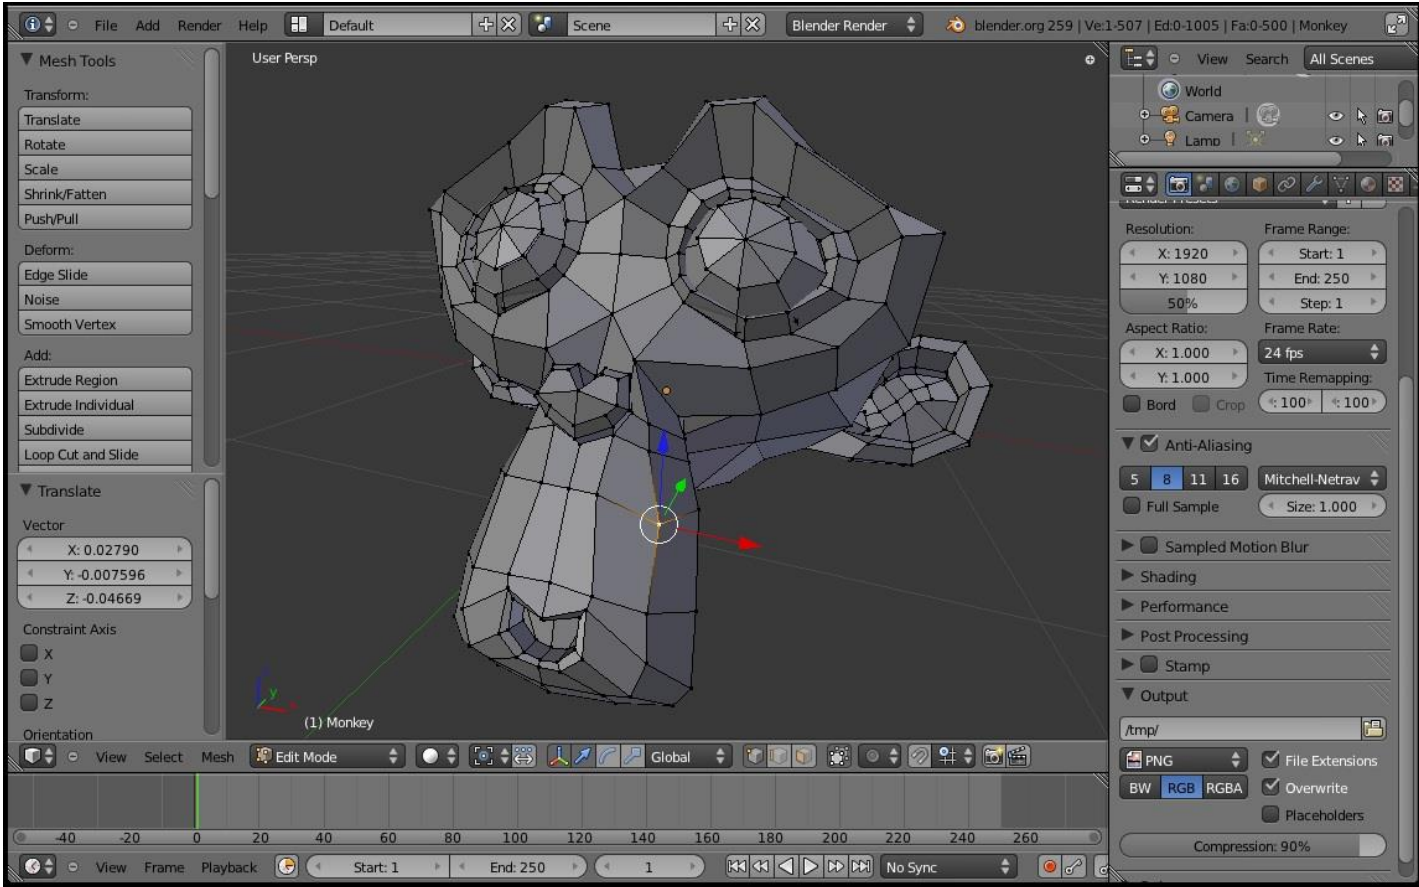 File Add Render Help Default Scene Blender Render blender.org 259 | Ve:1-507 | Ed:0-1005 | Fa:0-500 | Monkey
Mesh Tools
Transform:
Translate
Rotate
Scale
Shrink/Fatten
Push/Pull
Deform:
Edge Slide
Noise
Smooth Vertex
Add:
Extrude Region
Extrude Individual
Subdivide
Loop Cut and Slide
Translate
Vector
X: 0.02790
Y: -0.007596
Z: -0.04669
Constraint Axis
X
Y
Z
Orientation
User Persp
y
(1) Monkey
View Select Mesh Edit Mode Global
View Search All Scenes
World
Camera
Lamp
Render Presets
Resolution: Frame Range:
X: 1920 Start: 1
Y: 1080 End: 250
50% Step: 1
Aspect Ratio: Frame Rate:
X: 1.000 24 fps
Y: 1.000 Time Remapping:
Bord Crop : 100 : 100
Anti-Aliasing
5 8 11 16 Mitchell-Netrav
Full Sample Size: 1.000
Sampled Motion Blur
Shading
Performance
Post Processing
Stamp
Output
/tmp/
PNG File Extensions
BW RGB RGBA Overwrite
Placeholders
Compression: 90%
-40 -20 0 20 40 60 80 100 120 140 160 180 200 220 240 260
View Frame Playback Start: 1 End: 250 1 No Sync